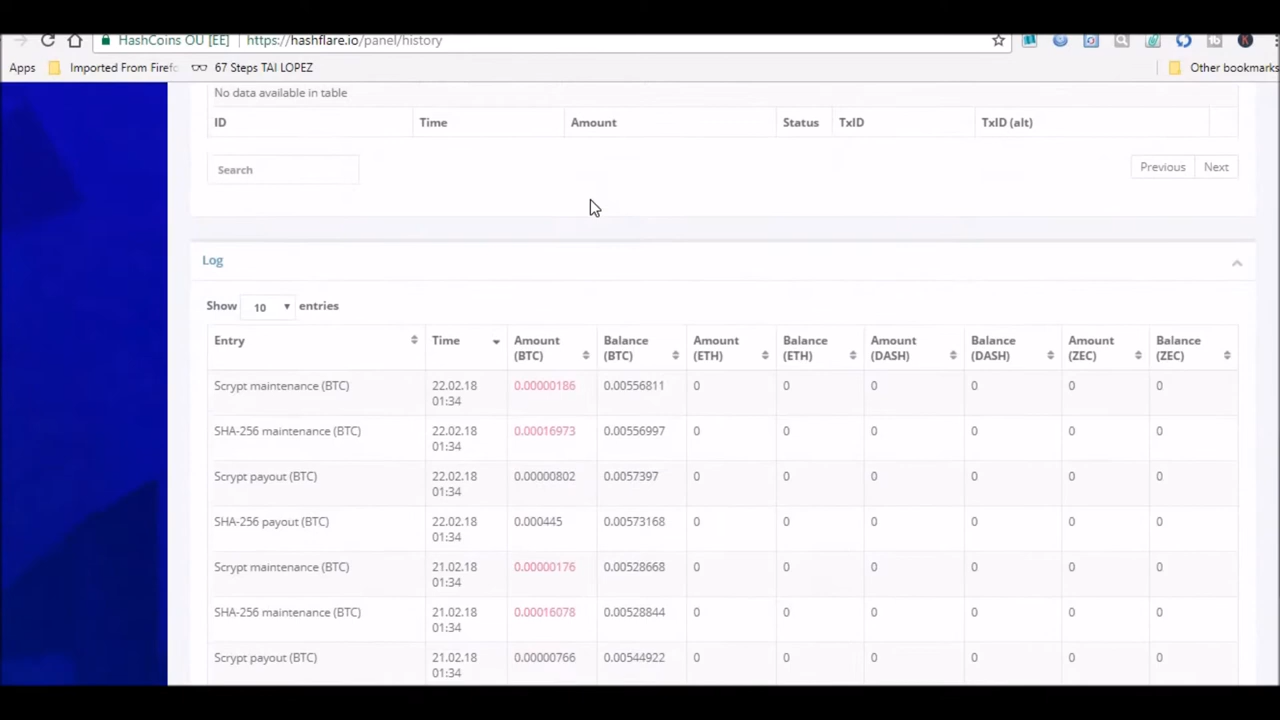 HashCoins OU [EE] https://hashflare.io/panel/history
Apps Imported From Firefo 67 Steps TAI LOPEZ Other bookmarks
No data available in table
ID Time Amount Status TxID TxID (alt)
Search Previous Next
Log
Show 10 entries
Entry Time Amount (BTC) Balance (BTC) Amount (ETH) Balance (ETH) Amount (DASH) Balance (DASH) Amount (ZEC) Balance (ZEC)
Scrypt maintenance (BTC) 22.02.18 01:34 0.00000186 0.00556811 0 0 0 0 0 0
SHA-256 maintenance (BTC) 22.02.18 01:34 0.00016973 0.00556997 0 0 0 0 0 0
Scrypt payout (BTC) 22.02.18 01:34 0.00000802 0.0057397 0 0 0 0 0 0
SHA-256 payout (BTC) 22.02.18 01:34 0.000445 0.00573168 0 0 0 0 0 0
Scrypt maintenance (BTC) 21.02.18 01:34 0.00000176 0.00528668 0 0 0 0 0 0
SHA-256 maintenance (BTC) 21.02.18 01:34 0.00016078 0.00528844 0 0 0 0 0 0
Scrypt payout (BTC) 21.02.18 01:34 0.00000766 0.00544922 0 0 0 0 0 0